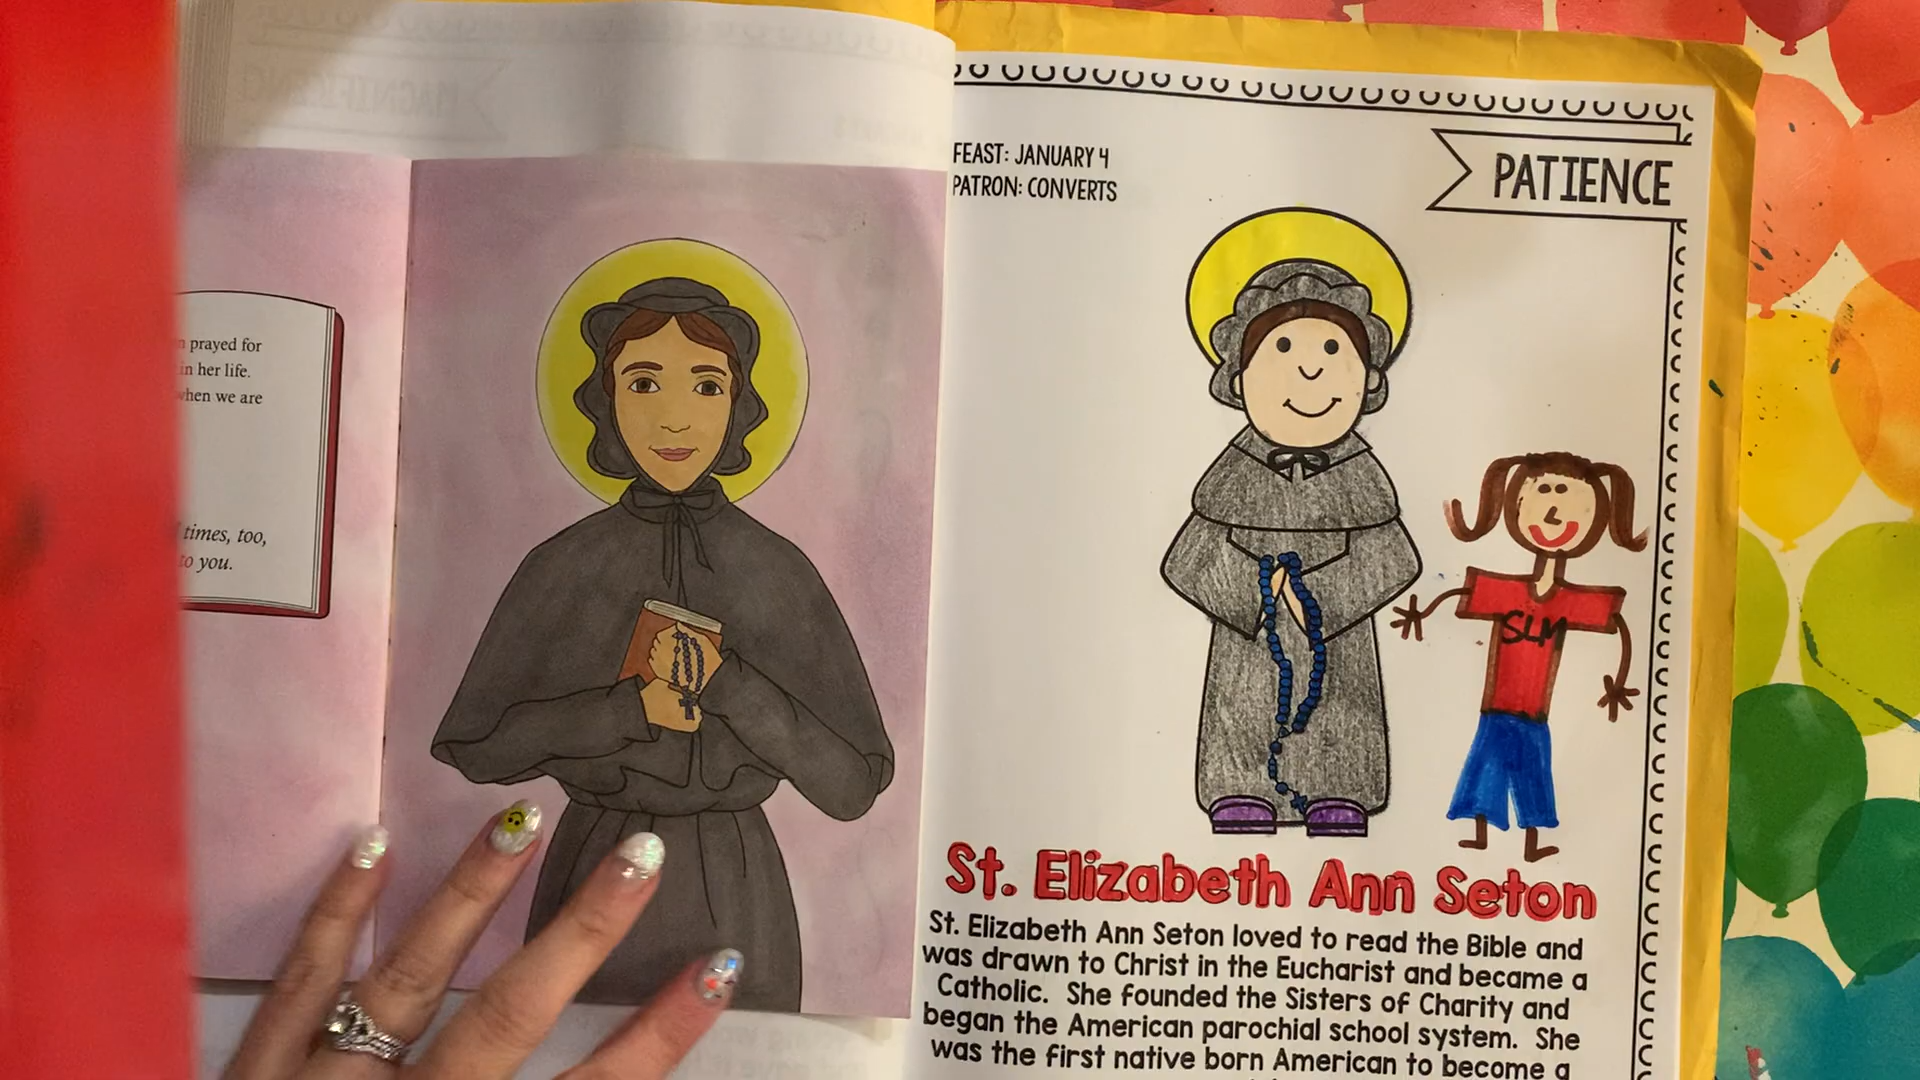 prayed for
in her life.
when we are
times, too,
to you.
FEAST: JANUARY 4
PATRON: CONVERTS
PATIENCE
SLM
St. Elizabeth Ann Seton
St. Elizabeth Ann Seton loved to read the Bible and
was drawn to Christ in the Eucharist and became a
Catholic. She founded the Sisters of Charity and
began the American parochial school system. She
was the first native born American to become a